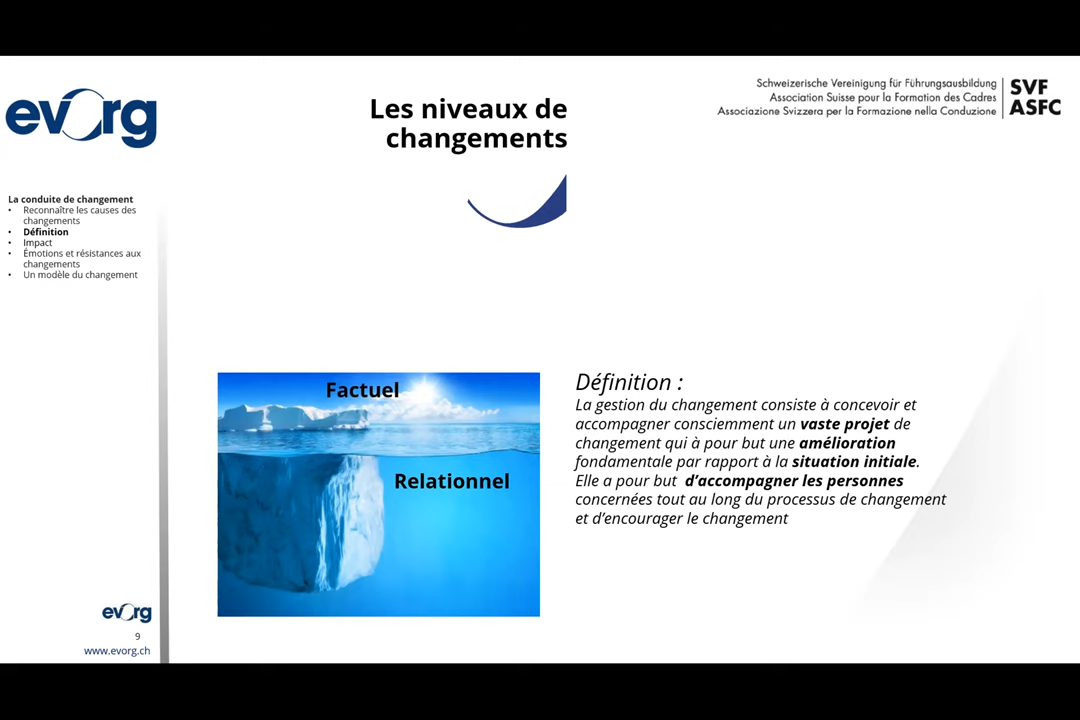 evorg
Les niveaux de
changements
Schweizerische Vereinigung für Führungsausbildung
Association Suisse pour la Formation des Cadres
Associazione Svizzera per la Formazione nella Conduzione
SVF
ASFC
La conduite de changement
• Reconnaître les causes des
changements
• Définition
• Impact
• Émotions et résistances aux
changements
• Un modèle du changement
Factuel
Relationnel
Définition :
La gestion du changement consiste à concevoir et
accompagner consciemment un vaste projet de
changement qui à pour but une amélioration
fondamentale par rapport à la situation initiale.
Elle a pour but d’accompagner les personnes
concernées tout au long du processus de changement
et d’encourager le changement
evorg
9
www.evorg.ch